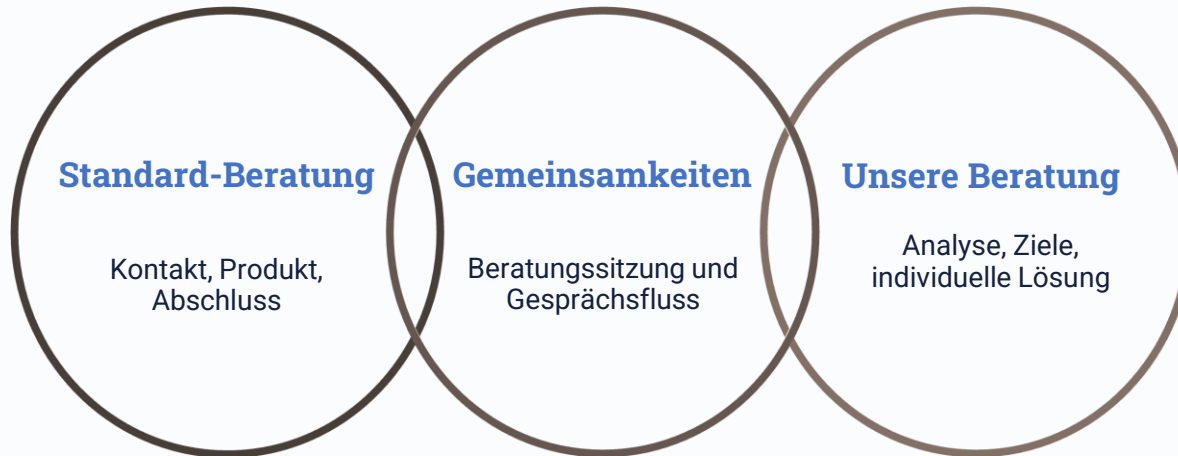 Standard-Beratung
Kontakt, Produkt,
Abschluss
Gemeinsamkeiten
Beratungssitzung und
Gesprächsfluss
Unsere Beratung
Analyse, Ziele,
individuelle Lösung